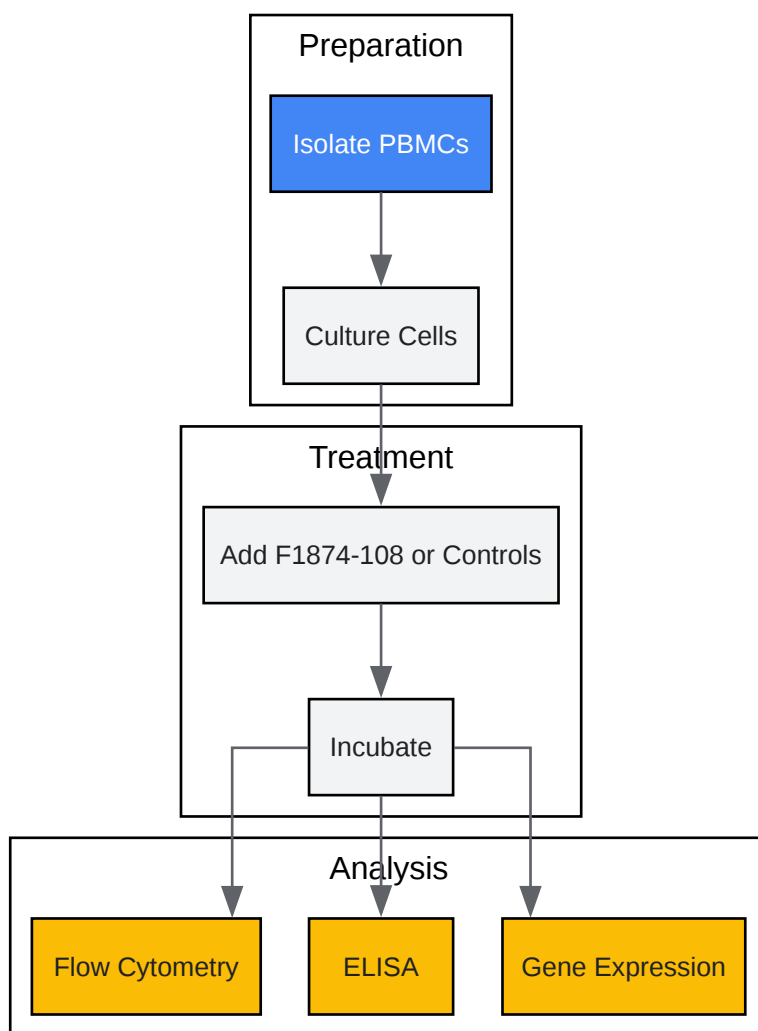 Preparation
Isolate PBMCs
Culture Cells
Treatment
Add F1874-108 or Controls
Incubate
Analysis
Flow Cytometry
ELISA
Gene Expression